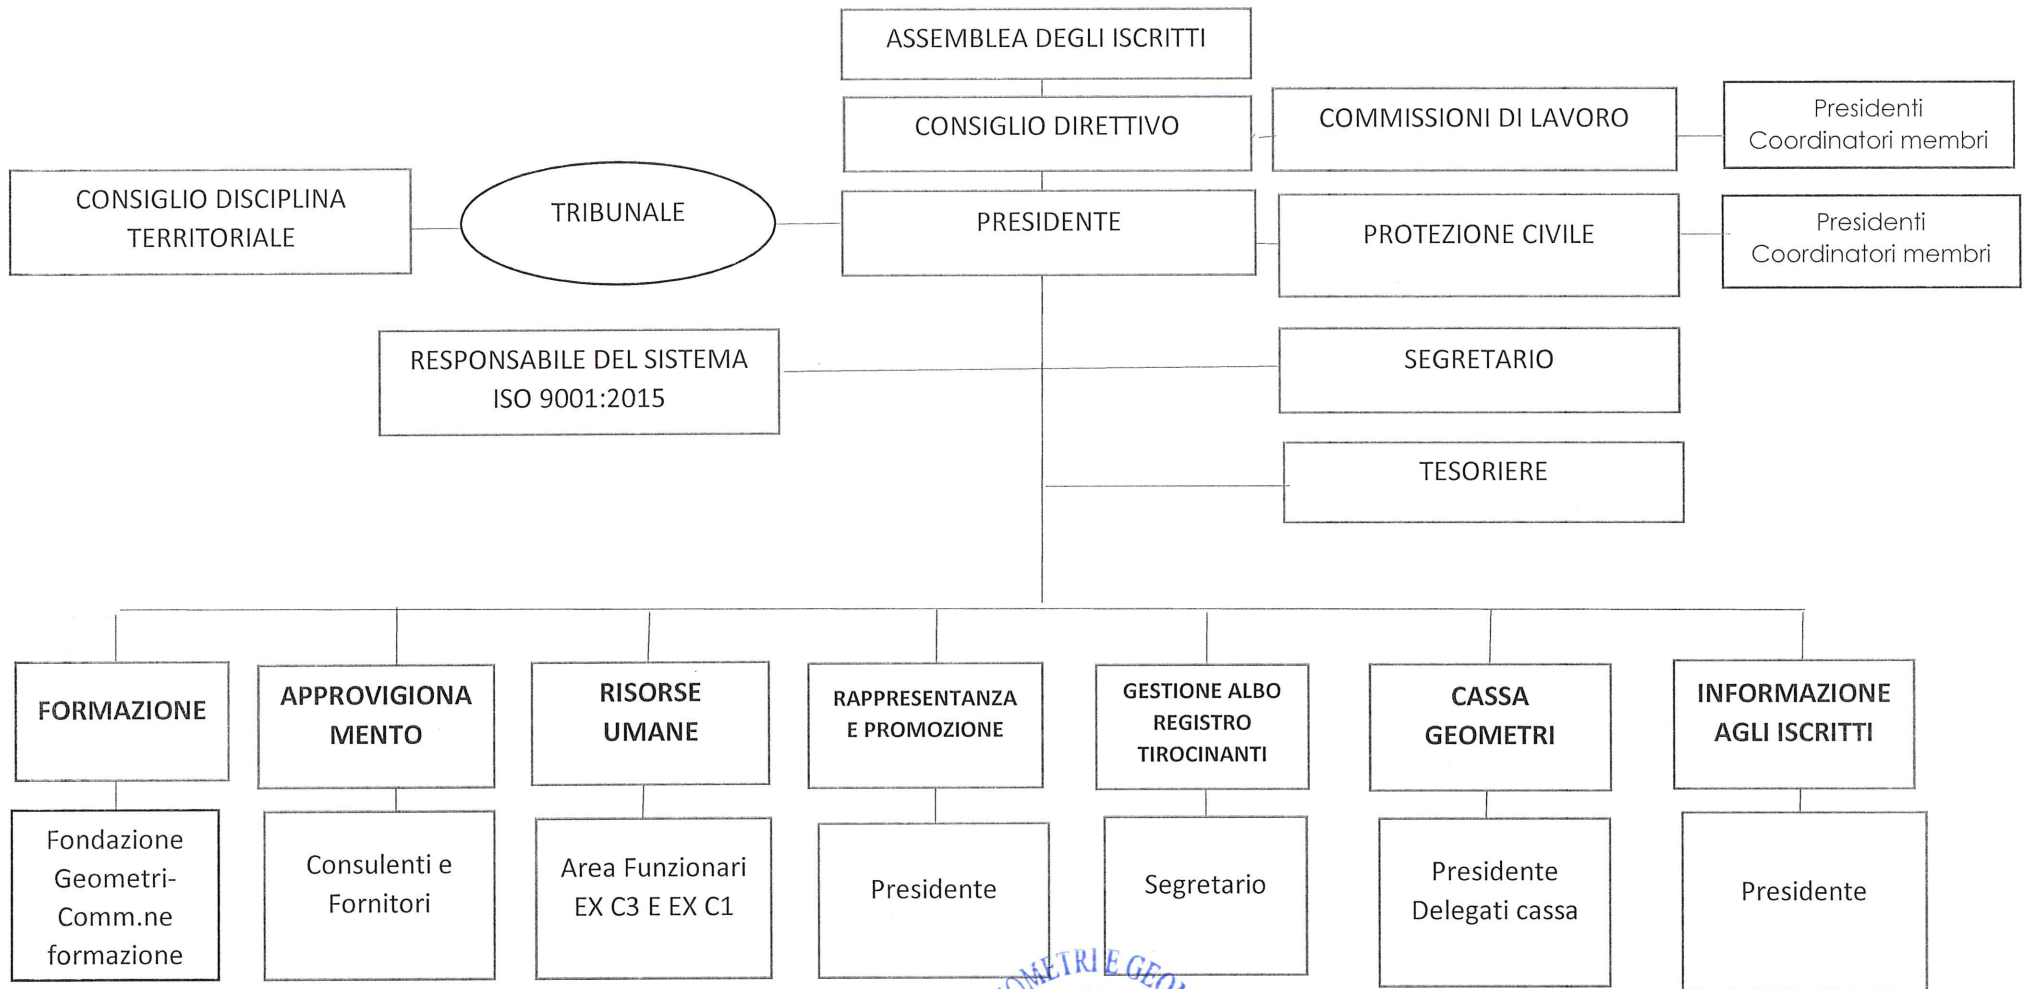 ASSEMBLEA DEGLI ISCRITTI
CONSIGLIO DIRETTIVO
COMMISSIONI DI LAVORO
Presidenti
Coordinatori membri
CONSIGLIO DISCIPLINA
TERRITORIALE
TRIBUNALE
PRESIDENTE
PROTEZIONE CIVILE
Presidenti
Coordinatori membri
RESPONSABILE DEL SISTEMA
ISO 9001:2015
SEGRETARIO
TESORIERE
FORMAZIONE
APPROVIGIONA
MENTO
RISORSE
UMANE
RAPPRESENTANZA
E PROMOZIONE
GESTIONE ALBO
REGISTRO
TIROCINANTI
CASSA
GEOMETRI
INFORMAZIONE
AGLI ISCRITTI
Fondazione
Geometri-
Comm.ne
formazione
Consulenti e
Fornitori
Area Funzionari
EX C3 E EX C1
Presidente
Segretario
Presidente
Delegati cassa
Presidente